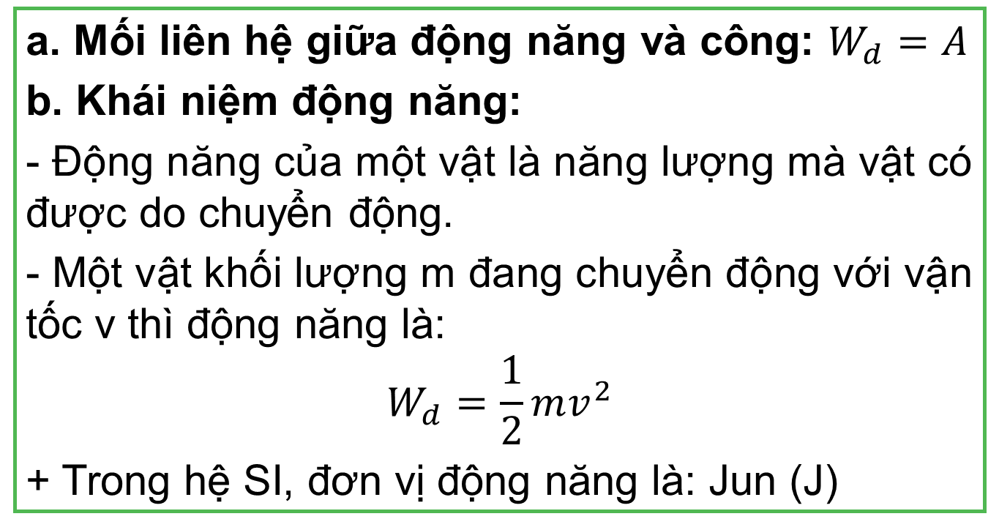 a. Mối liên hệ giữa động năng và công: W_d = A
b. Khái niệm động năng:
- Động năng của một vật là năng lượng mà vật có
được do chuyển động.
- Một vật khối lượng m đang chuyển động với vận
tốc v thì động năng là:
W_d = \frac{1}{2} mv^2
+ Trong hệ SI, đơn vị động năng là: Jun (J)